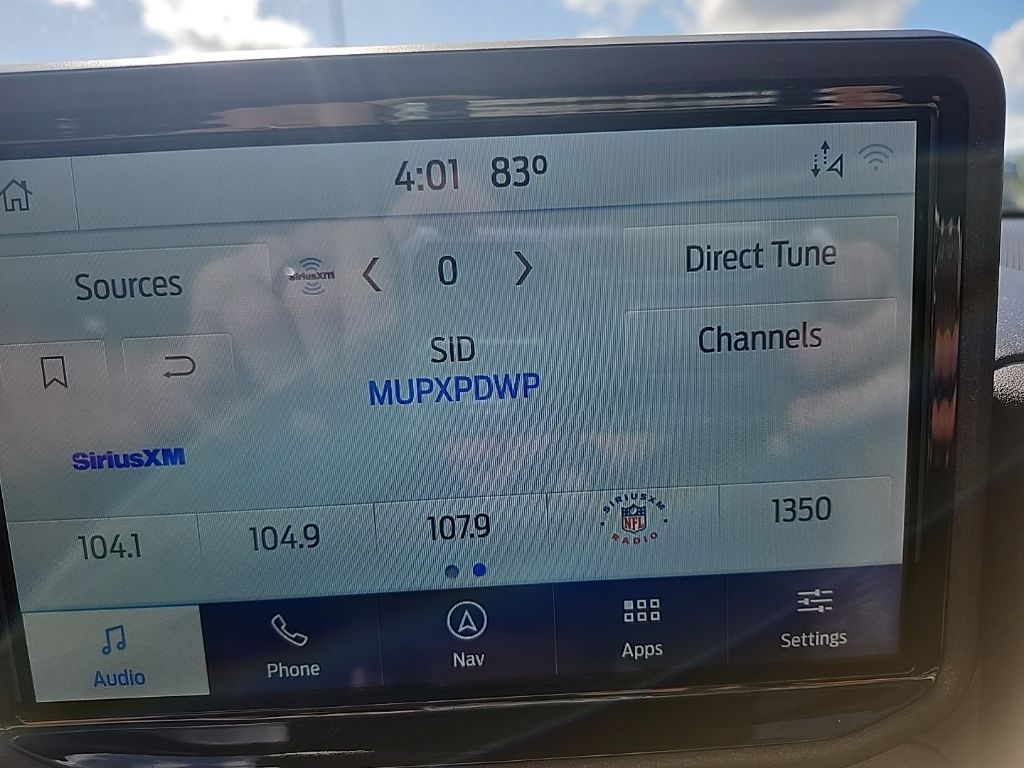 4:01 83º
Sources
SiriusXM
0
Direct Tune
SID
MUPXPDWP
Channels
SiriusXM
104.1
104.9
107.9
SIRIUSXM
NFL
RADIO
1350
Audio
Phone
Nav
Apps
Settings